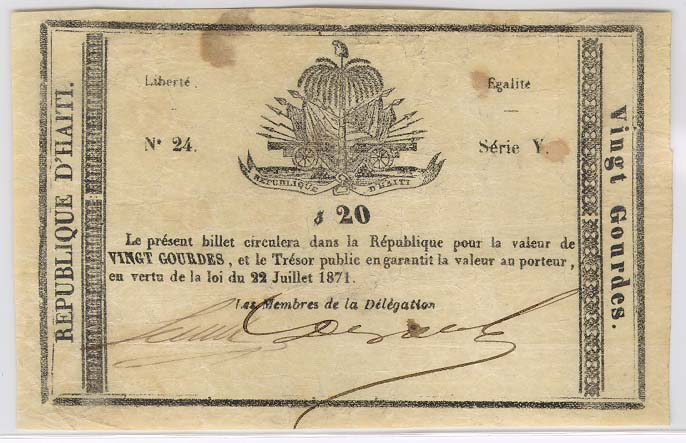 REPUBLIQUE D'HAITI.
Liberté.
Egalité
N° 24.
Série Y.
REPUBLIQUE D'HAITI
$ 20
Le présent billet circulera dans la République pour la valeur de
VINGT GOURDES, et le Trésor public en garantit la valeur au porteur,
en vertu de la loi du 22 Juillet 1871.
Les Membres de la Délégation
Vingt Gourdes.